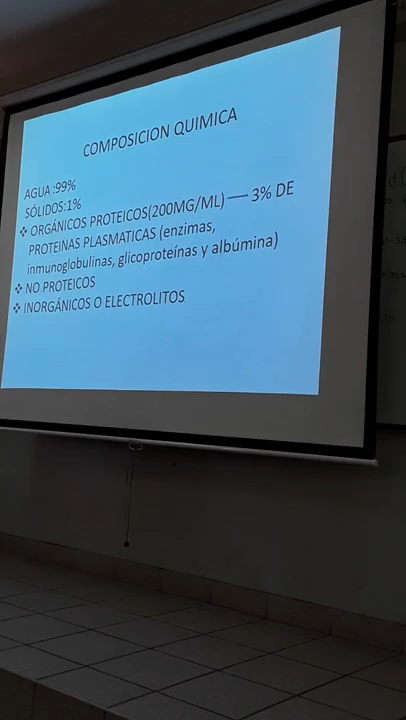 COMPOSICION QUIMICA
AGUA :99%
SÓLIDOS:1%
❖ ORGÁNICOS PROTEICOS(200MG/ML) — 3% DE
PROTEINAS PLASMATICAS (enzimas,
inmunoglobulinas, glicoproteínas y albúmina)
❖ NO PROTEICOS
❖ INORGÁNICOS O ELECTROLITOS